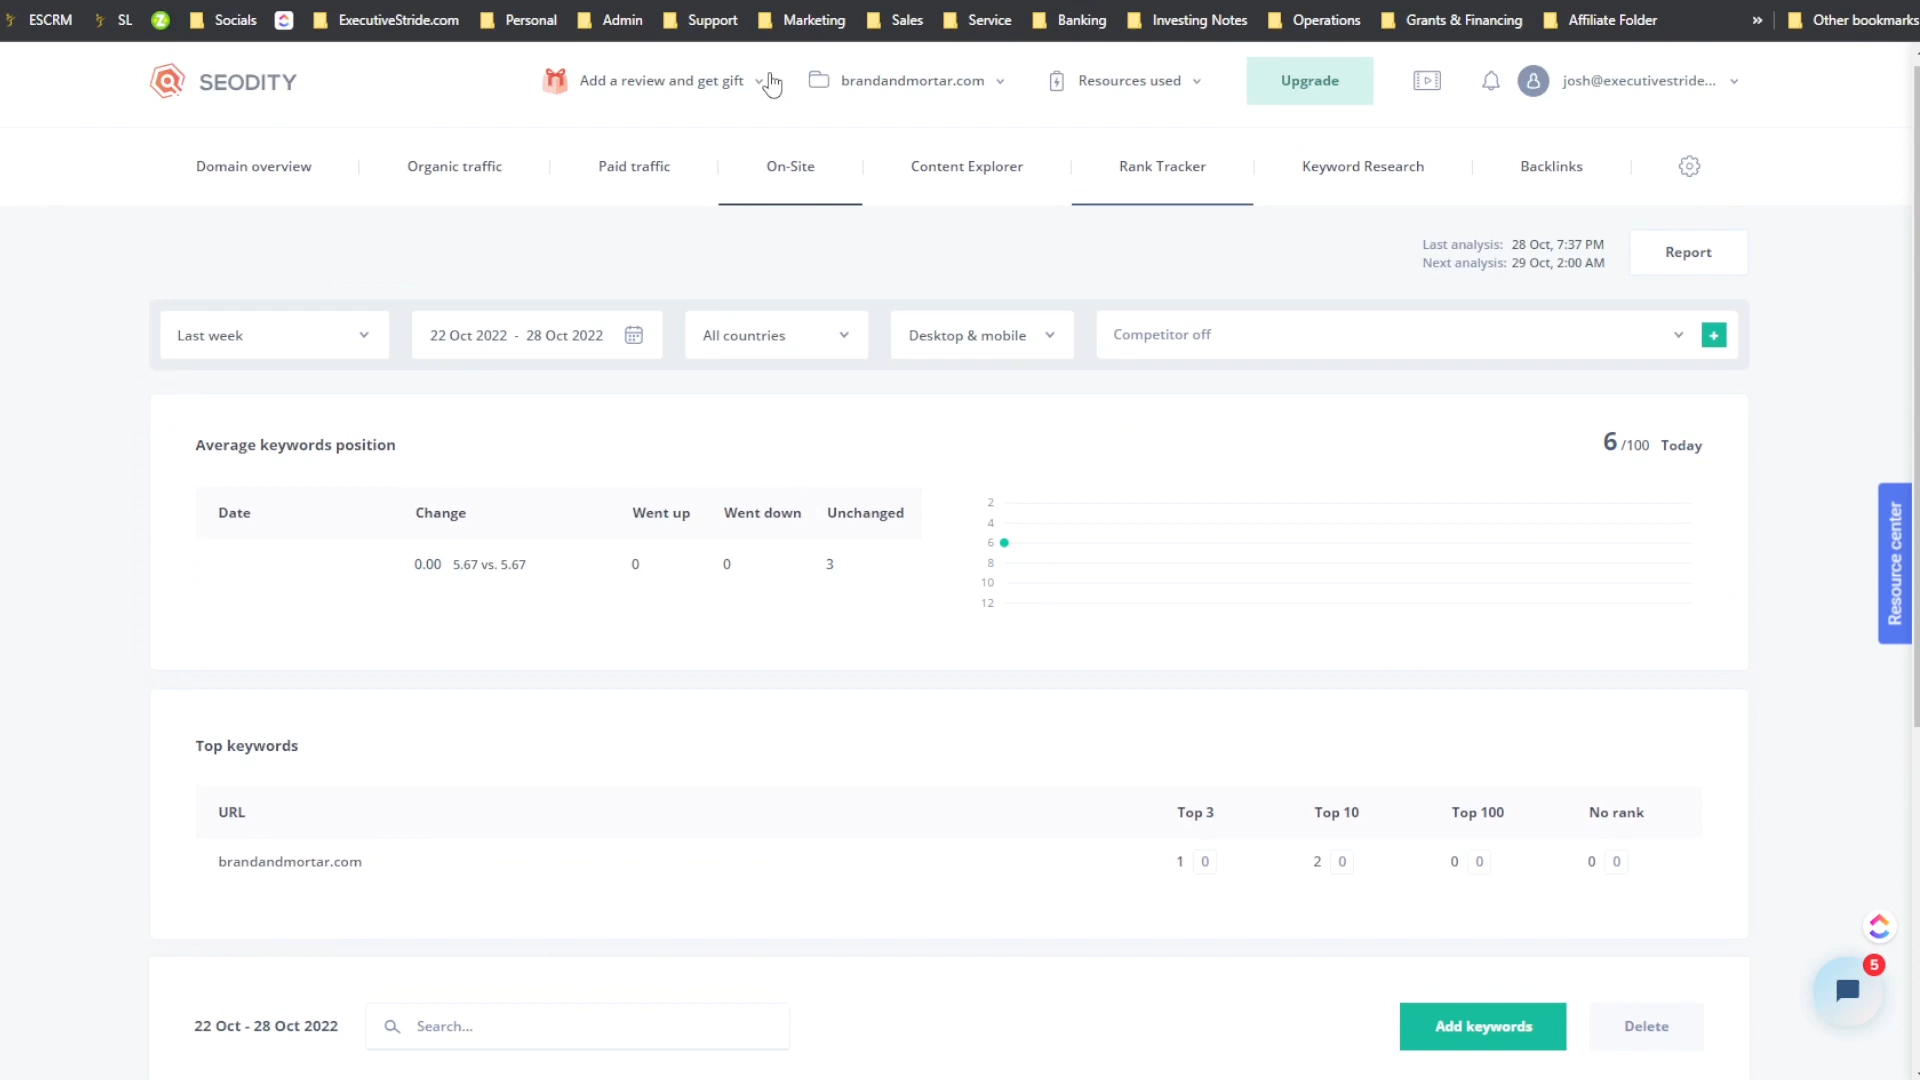 ESCRM SL Socials ExecutiveStride.com Personal Admin Support Marketing Sales Service Banking Investing Notes Operations Grants & Financing Affiliate Folder » Other bookmarks
SEODITY Add a review and get gift brandandmortar.com Resources used Upgrade josh@executivestride...
Domain overview Organic traffic Paid traffic On-Site Content Explorer Rank Tracker Keyword Research Backlinks
Last analysis: 28 Oct, 7:37 PM
Next analysis: 29 Oct, 2:00 AM
Report
Last week 22 Oct 2022 - 28 Oct 2022 All countries Desktop & mobile Competitor off +
Average keywords position 6 /100 Today
Date Change Went up Went down Unchanged
0.00 5.67 vs. 5.67 0 0 3
2
4
6
8
10
12
Resource center
Top keywords
URL Top 3 Top 10 Top 100 No rank
brandandmortar.com 1 0 2 0 0 0 0 0
5
22 Oct - 28 Oct 2022 Search... Add keywords Delete